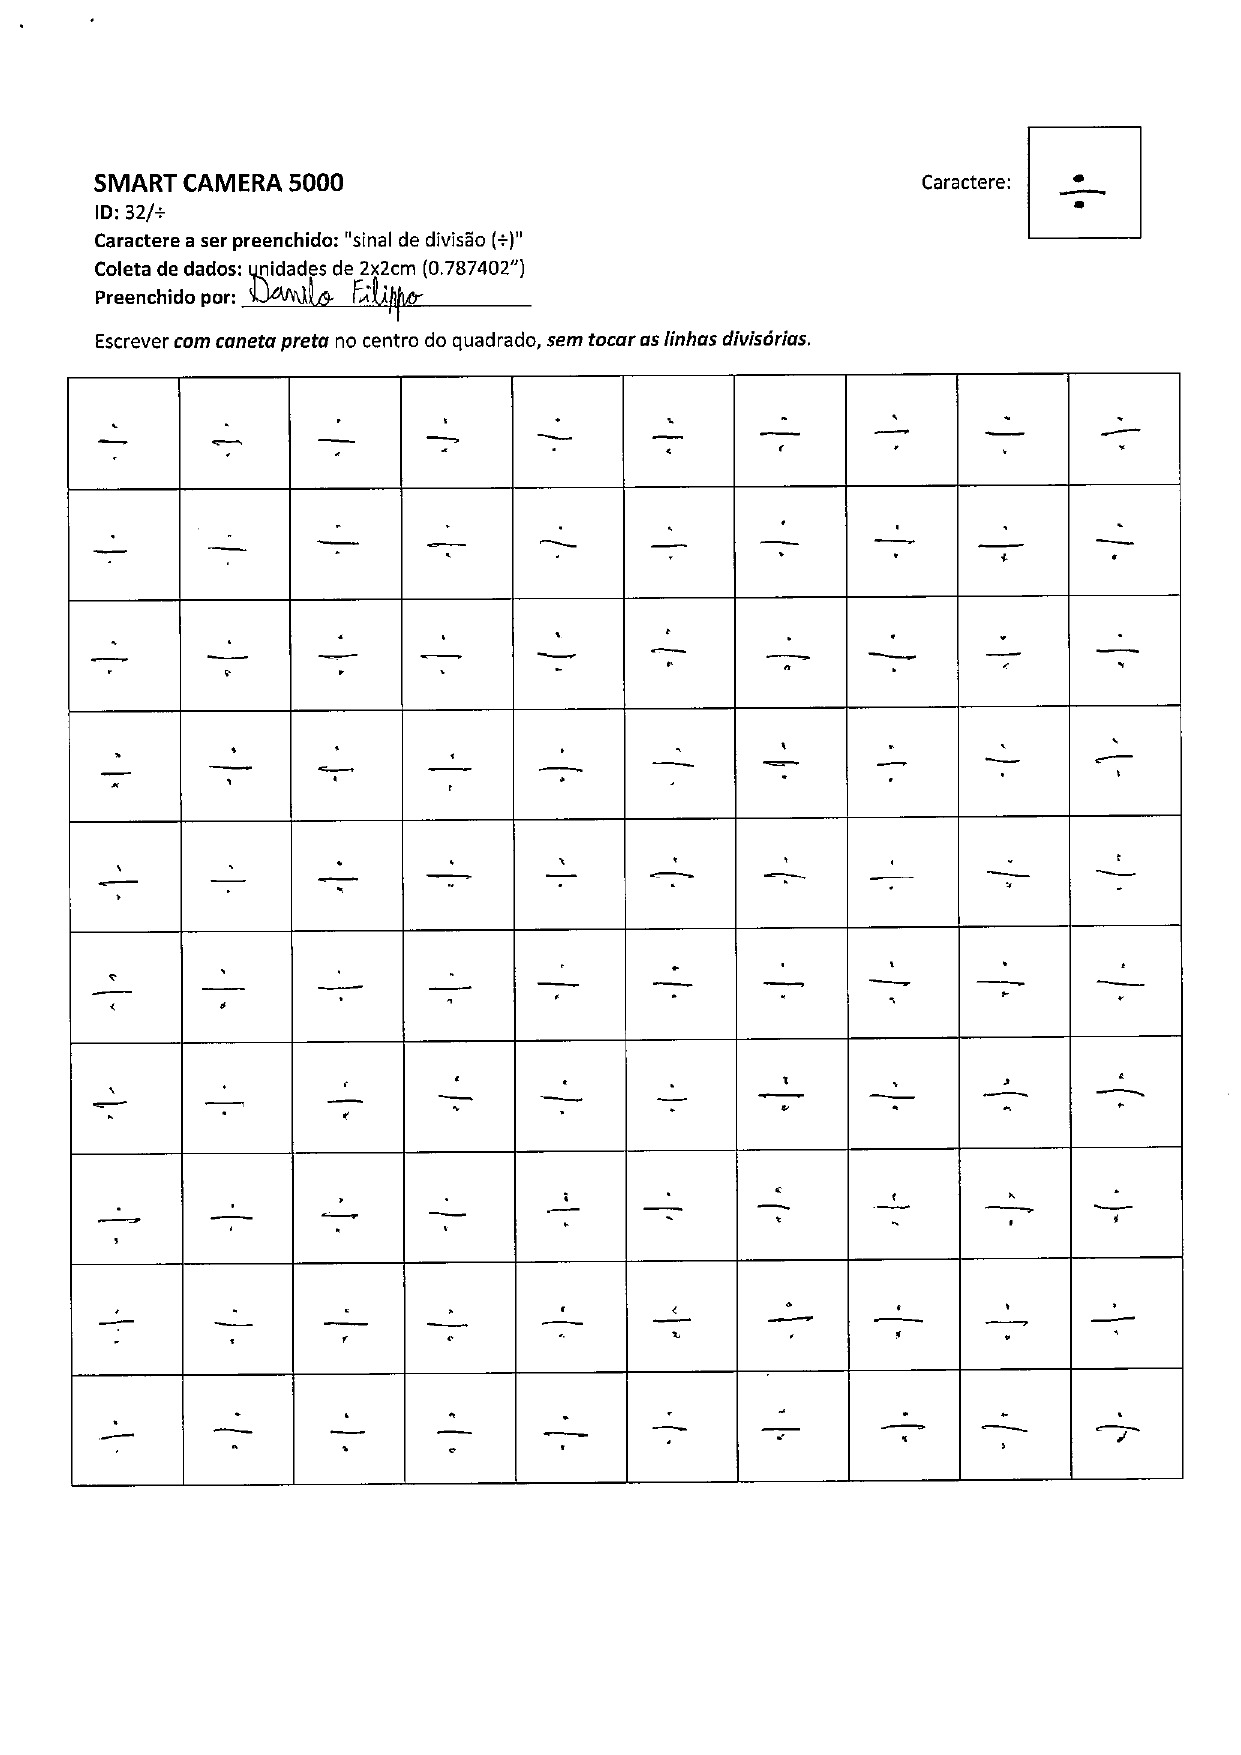 SMART CAMERA 5000
Caractere: ÷
ID: 32/÷
Caractere a ser preenchido: "sinal de divisão (÷)"
Coleta de dados: unidades de 2x2cm (0.787402")
Preenchido por: Danilo Filippo
Escrever com caneta preta no centro do quadrado, sem tocar as linhas divisórias.
÷ ÷ ÷ ÷ ÷ ÷ ÷ ÷ ÷ ÷
÷ ÷ ÷ ÷ ÷ ÷ ÷ ÷ ÷ ÷
÷ ÷ ÷ ÷ ÷ ÷ ÷ ÷ ÷ ÷
÷ ÷ ÷ ÷ ÷ ÷ ÷ ÷ ÷ ÷
÷ ÷ ÷ ÷ ÷ ÷ ÷ ÷ ÷ ÷
÷ ÷ ÷ ÷ ÷ ÷ ÷ ÷ ÷ ÷
÷ ÷ ÷ ÷ ÷ ÷ ÷ ÷ ÷ ÷
÷ ÷ ÷ ÷ ÷ ÷ ÷ ÷ ÷ ÷
÷ ÷ ÷ ÷ ÷ ÷ ÷ ÷ ÷ ÷
÷ ÷ ÷ ÷ ÷ ÷ ÷ ÷ ÷ ÷